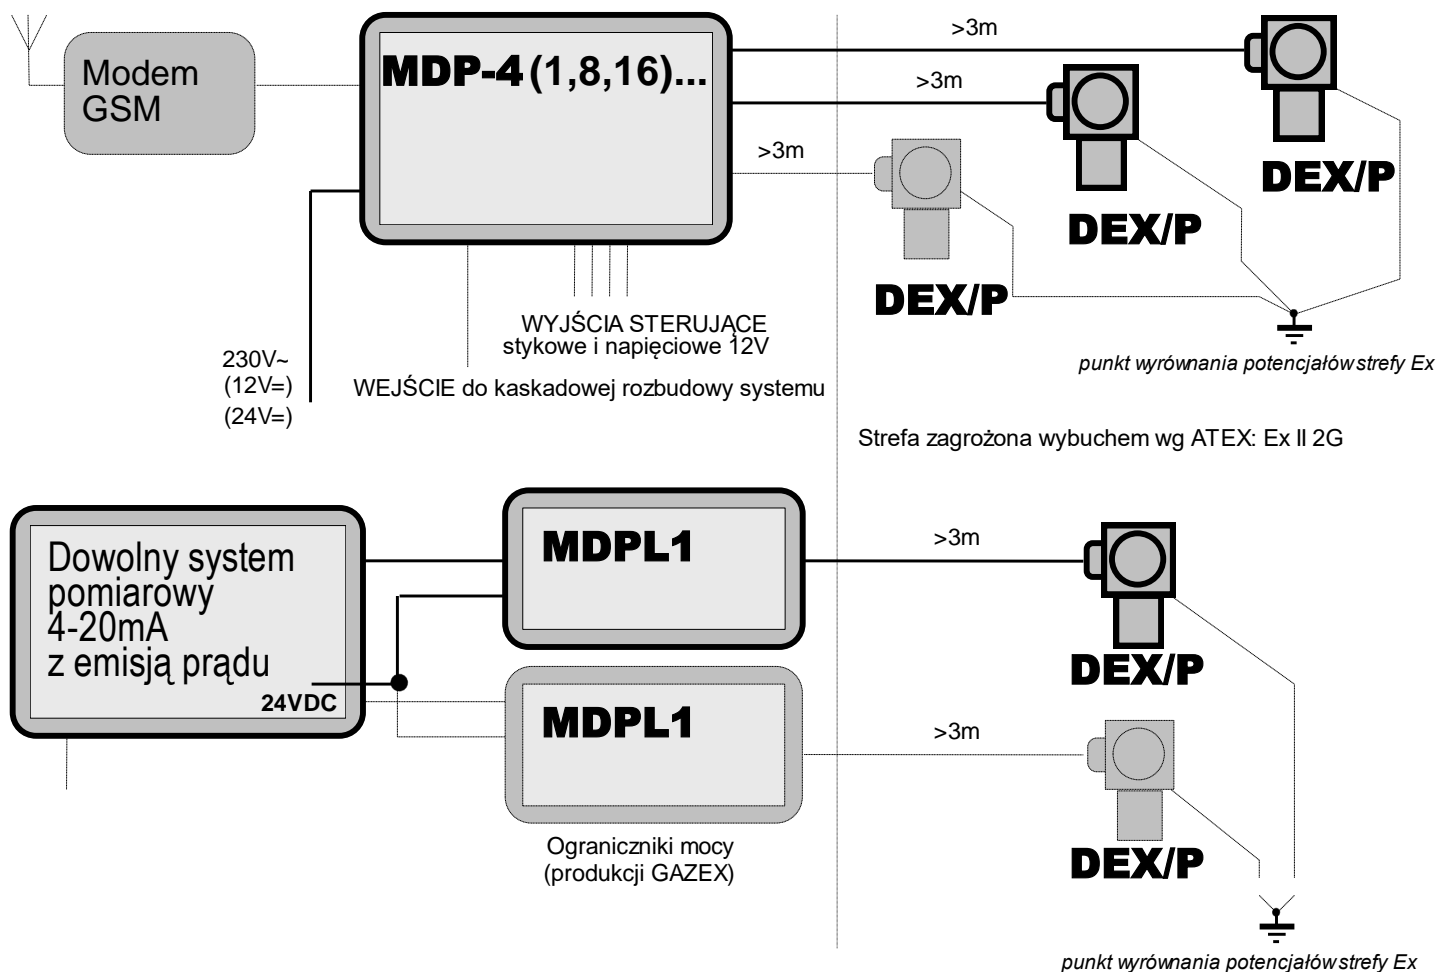 Modem
GSM
MDP-4 (1,8,16)...
>3m
>3m
>3m
DEX/P
DEX/P
DEX/P
WYJŚCIA STERUJĄCE
stykowe i napięciowe 12V
230V~
(12V=)
(24V=)
WEJŚCIE do kaskadowej rozbudowy systemu
punkt wyrównania potencjałów strefy Ex
Strefa zagrożona wybuchem wg ATEX: Ex II 2G
Dowolny system
pomiarowy
4-20mA
z emisją prądu
24VDC
MDPL1
>3m
DEX/P
MDPL1
>3m
DEX/P
Ograniczniki mocy
(produkcji GAZEX)
punkt wyrównania potencjałów strefy Ex